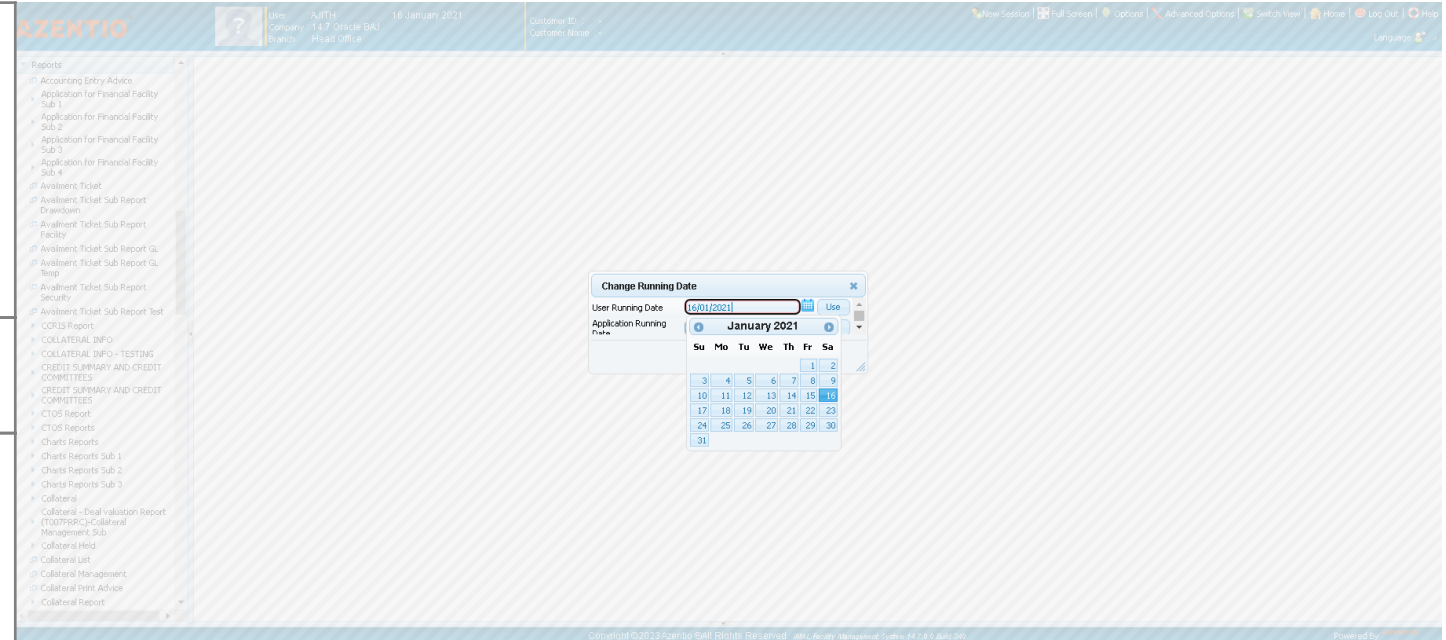 AZENTIO
User : AJITH 16 January 2021
Company : 14.7 Oracle BAJ
Branch : Head Office
Customer ID : -
Customer Name : -
New Session | Full Screen | Options | Advanced Options | Switch View | Home | Log Out | Help
Language
Reports
Accounting Entry Advice
Application for Financial Facility
Sub 1
Application for Financial Facility
Sub 2
Application for Financial Facility
Sub 3
Application for Financial Facility
Sub 4
Availment Ticket
Availment Ticket Sub Report
Drawdown
Availment Ticket Sub Report
Facility
Availment Ticket Sub Report GL
Availment Ticket Sub Report GL
Temp
Availment Ticket Sub Report
Security
Availment Ticket Sub Report Test
CCRIS Report
COLLATERAL INFO
COLLATERAL INFO - TESTING
CREDIT SUMMARY AND CREDIT
COMMITTEES
CREDIT SUMMARY AND CREDIT
COMMITTEES
CTOS Report
CTOS Reports
Charts Reports
Charts Reports Sub 1
Charts Reports Sub 2
Charts Reports Sub 3
Collateral
Collateral - Deal valuation Report
(T007PRRC)-Collateral
Management Sub
Collateral Held
Collateral List
Collateral Management
Collateral Print Advice
Collateral Report
Change Running Date
User Running Date 16/01/2021 Use
Application Running
Date
January 2021
Su Mo Tu We Th Fr Sa
1 2
3 4 5 6 7 8 9
10 11 12 13 14 15 16
17 18 19 20 21 22 23
24 25 26 27 28 29 30
31
Copyright ©2023 Azentio ®All Rights Reserved. Facility Management System
Powered By